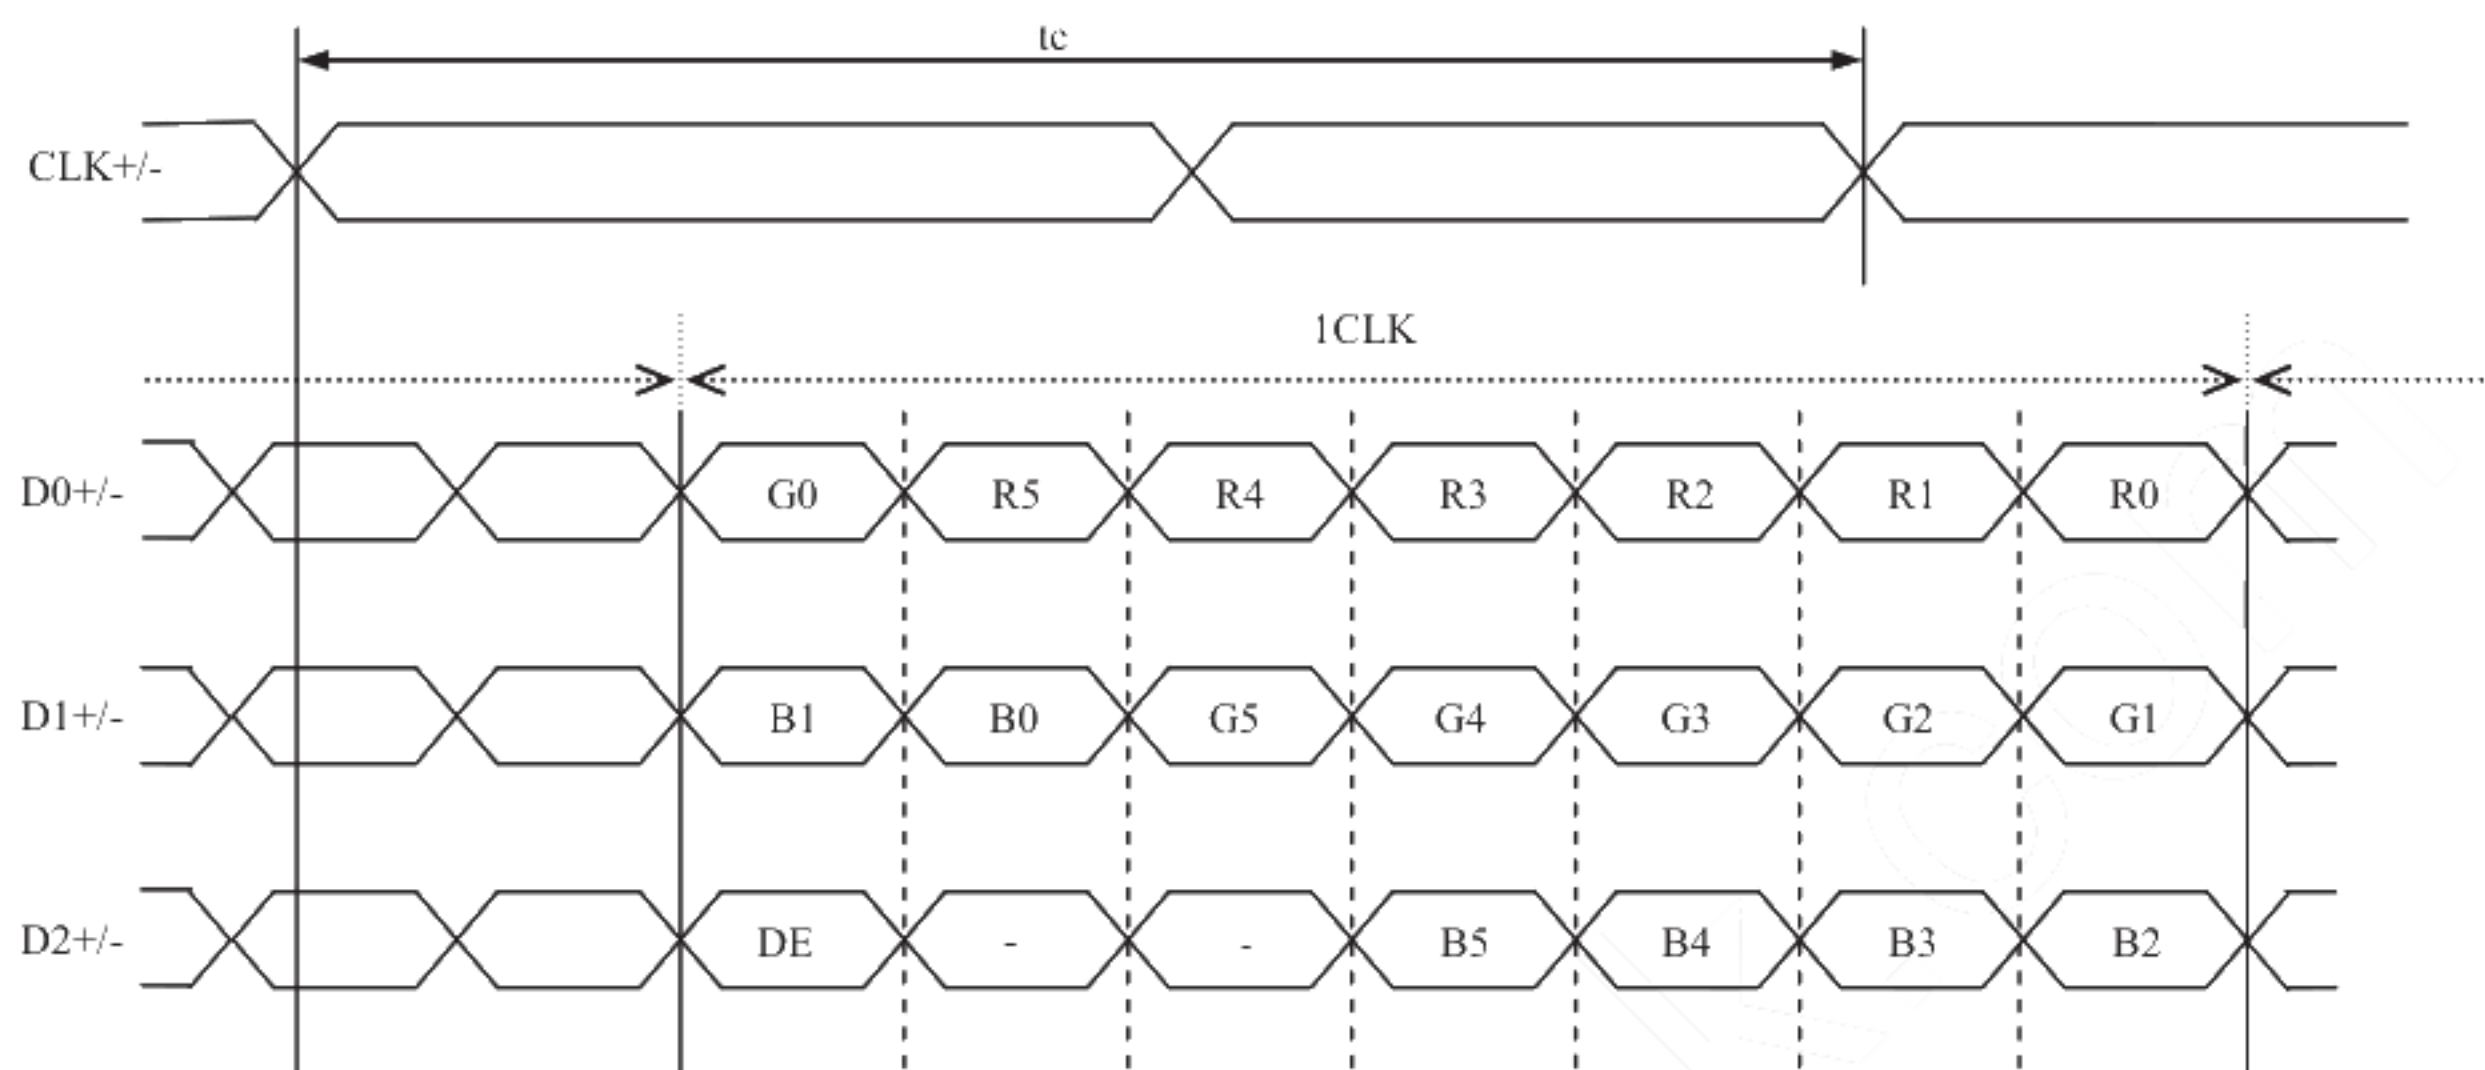 tc
CLK+/-
1CLK
D0+/- G0 R5 R4 R3 R2 R1 R0
D1+/- B1 B0 G5 G4 G3 G2 G1
D2+/- DE - - B5 B4 B3 B2